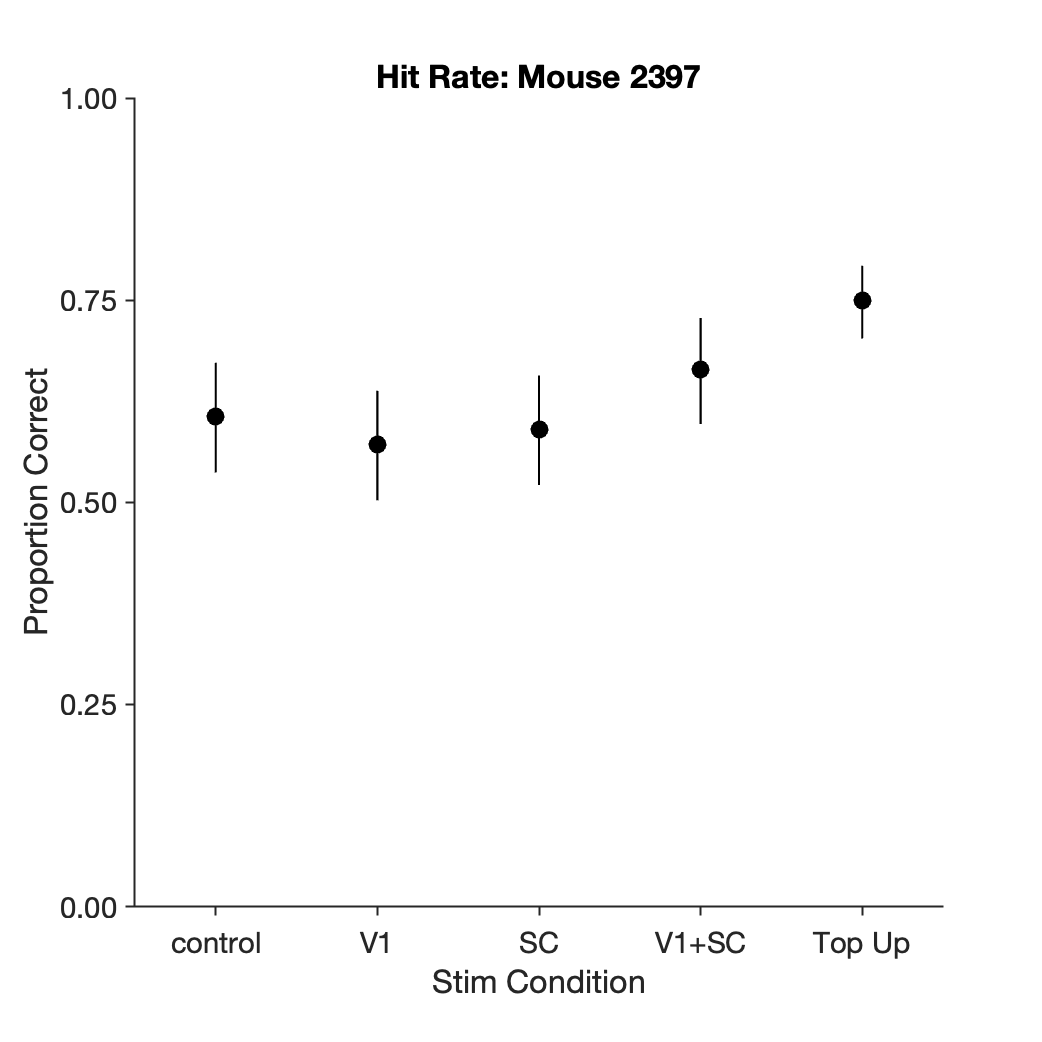 Hit Rate: Mouse 2397
1.00
0.75
0.50
0.25
0.00
Proportion Correct
control V1 SC V1+SC Top Up
Stim Condition